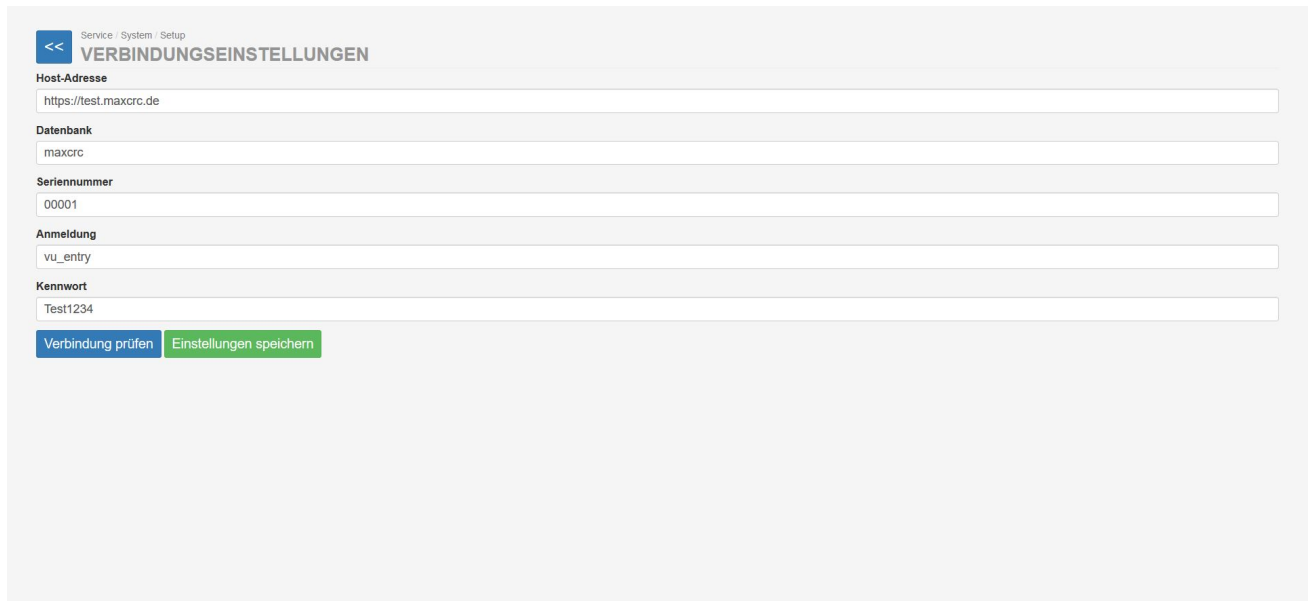 <<
Service / System / Setup
VERBINDUNGSEINSTELLUNGEN
Host-Adresse
https://test.maxcrc.de
Datenbank
maxcrc
Seriennummer
00001
Anmeldung
vu_entry
Kennwort
Test1234
Verbindung prüfen Einstellungen speichern